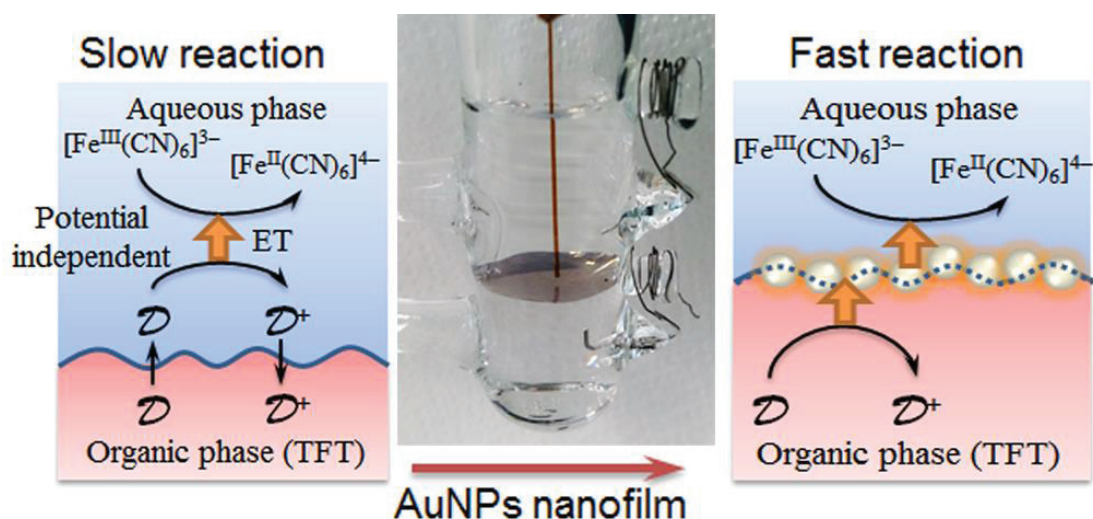 Slow reaction
Aqueous phase
[Fe^III(CN)₆]³⁻
[Fe^II(CN)₆]⁴⁻
Potential
independent
ET
𝒟
𝒟⁺
𝒟
𝒟⁺
Organic phase (TFT)
AuNPs nanofilm
Fast reaction
Aqueous phase
[Fe^III(CN)₆]³⁻
[Fe^II(CN)₆]⁴⁻
𝒟
𝒟⁺
Organic phase (TFT)